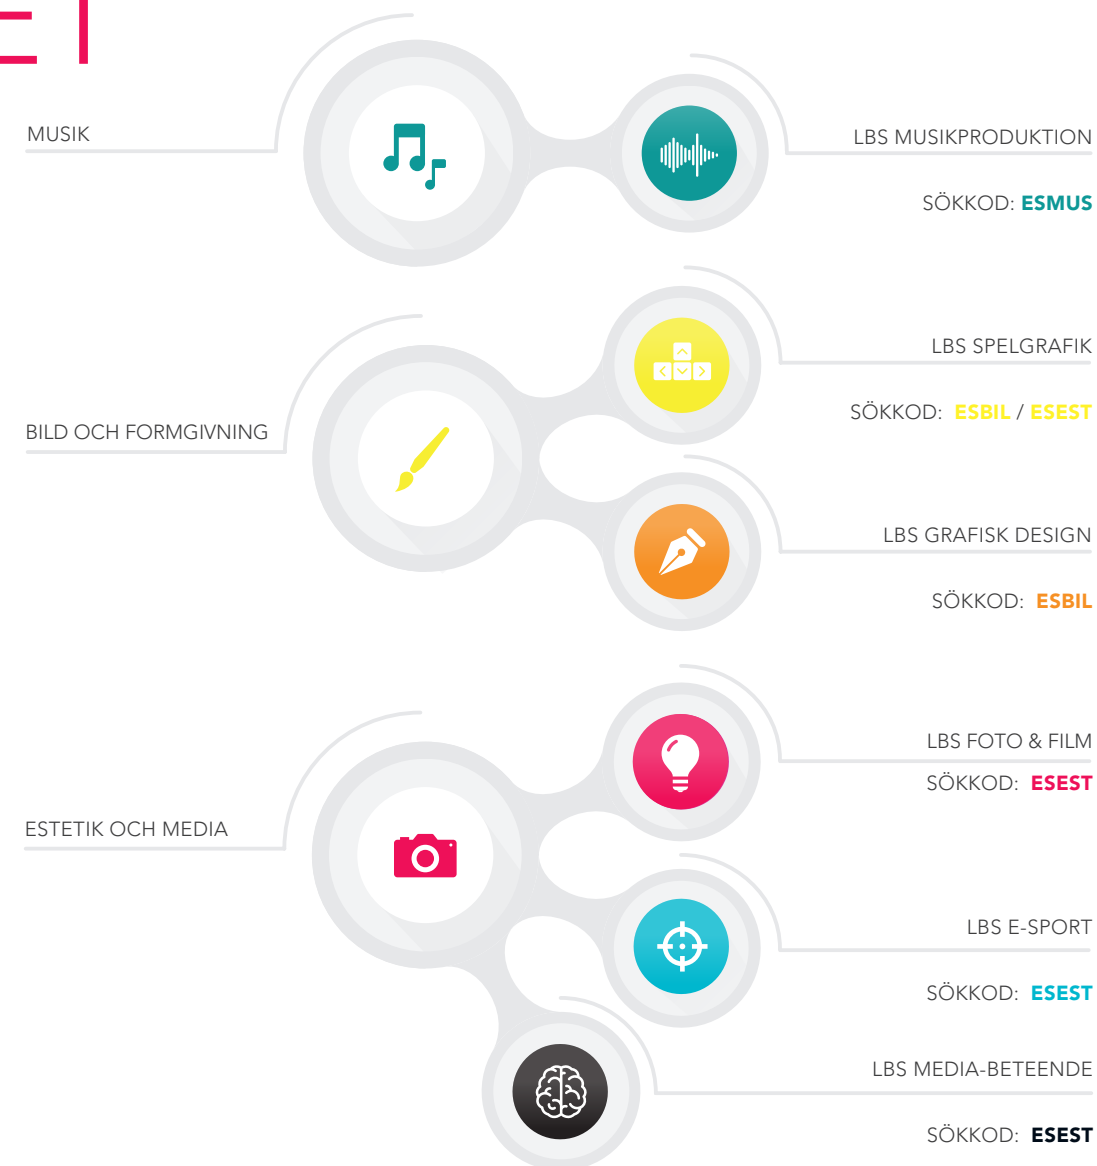 MUSIK
LBS MUSIKPRODUKTION
SÖKKOD: ESMUS
BILD OCH FORMGIVNING
LBS SPELGRAFIK
SÖKKOD: ESBIL / ESEST
LBS GRAFISK DESIGN
SÖKKOD: ESBIL
ESTETIK OCH MEDIA
LBS FOTO & FILM
SÖKKOD: ESEST
LBS E-SPORT
SÖKKOD: ESEST
LBS MEDIA-BETEENDE
SÖKKOD: ESEST